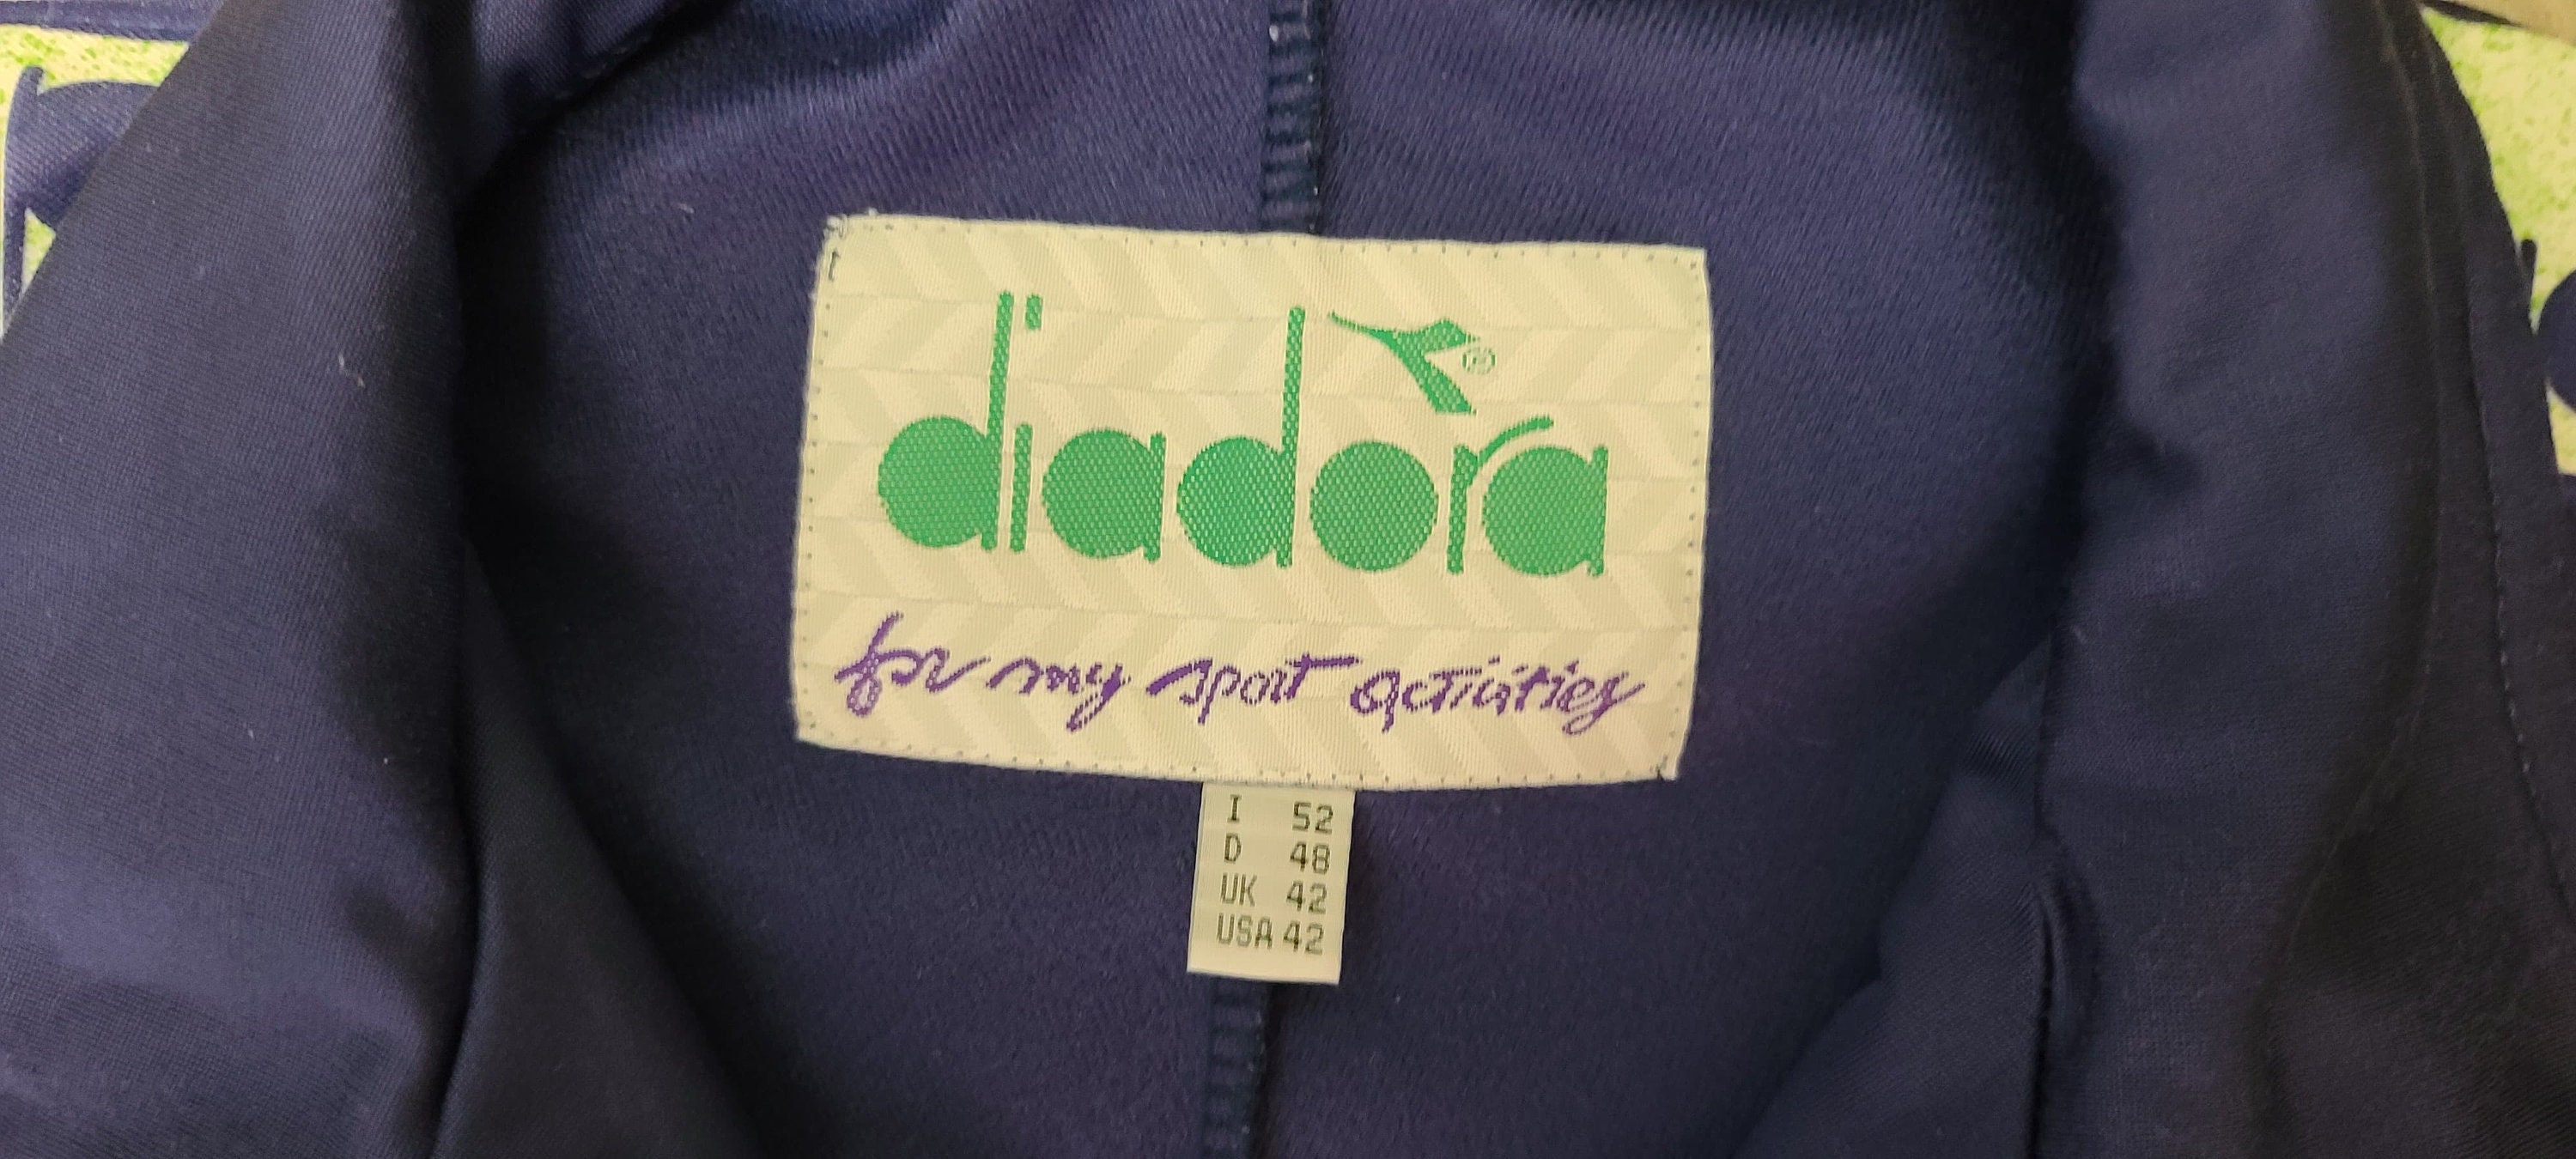 diadora®
for my sport activities
I 52
D 48
UK 42
USA 42